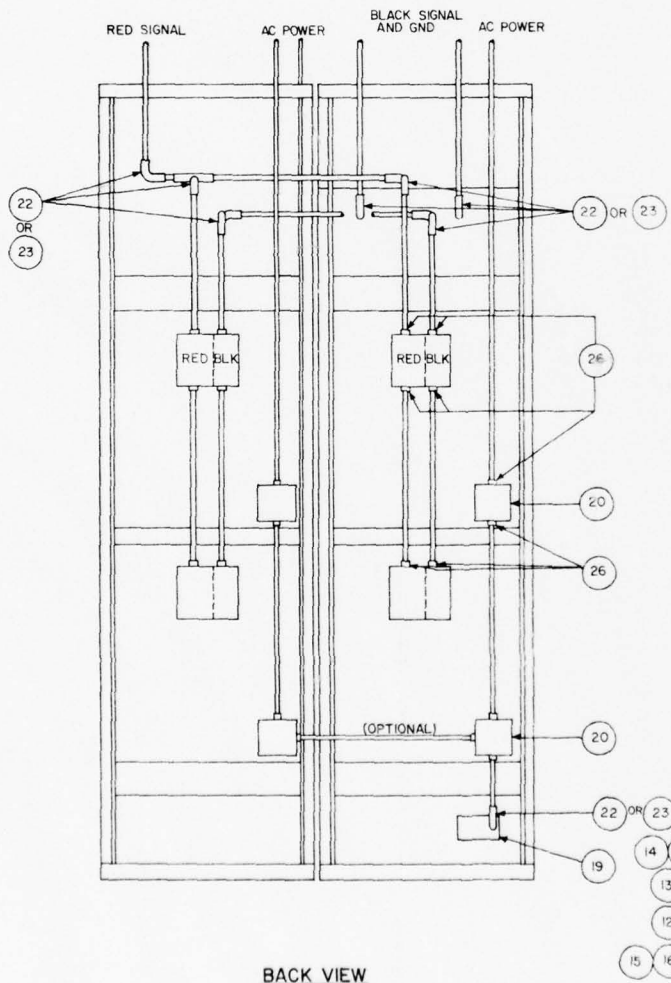 RED SIGNAL
AC POWER
BLACK SIGNAL
AND GND
AC POWER
22
OR
23
22 OR 23
RED BLK
RED BLK
26
20
26
(OPTIONAL)
20
22 OR 23
19
14
13
12
15 16
BACK VIEW